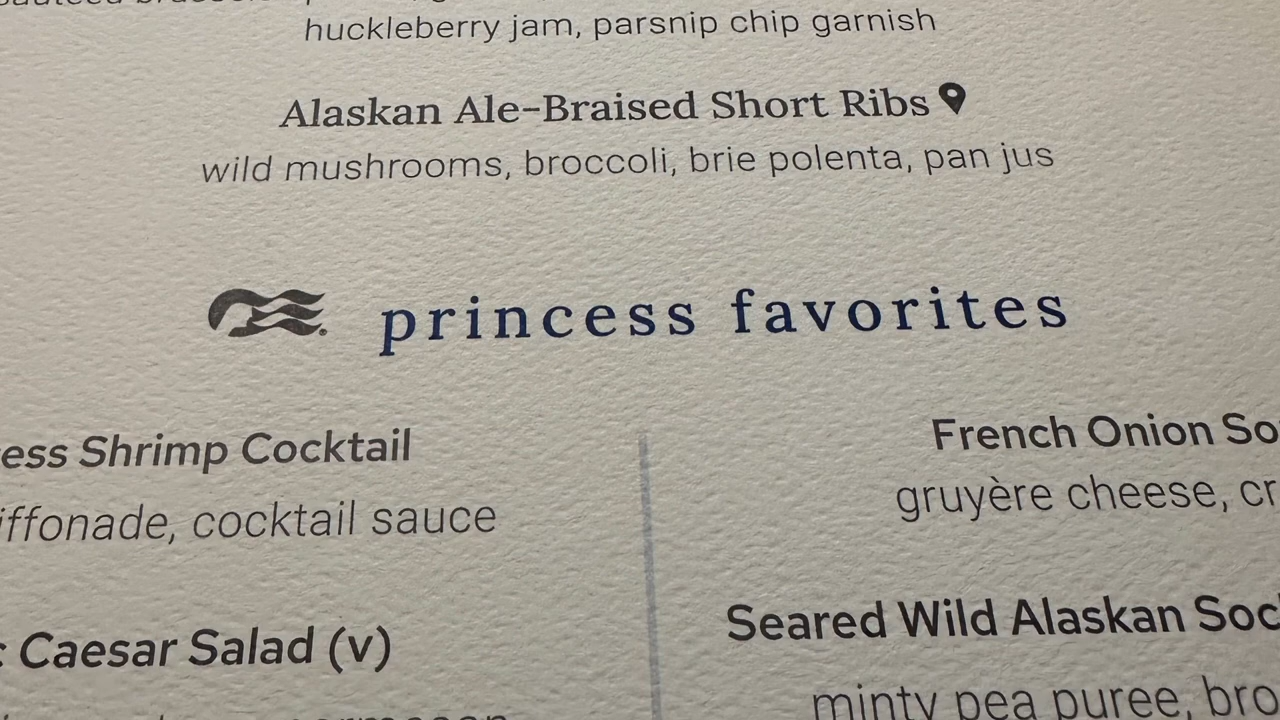 huckleberry jam, parsnip chip garnish
Alaskan Ale-Braised Short Ribs
wild mushrooms, broccoli, brie polenta, pan jus
princess favorites
Shrimp Cocktail
cocktail sauce
Caesar Salad (v)
French Onion
gruyère cheese,
Seared Wild Alaskan
minty pea puree,